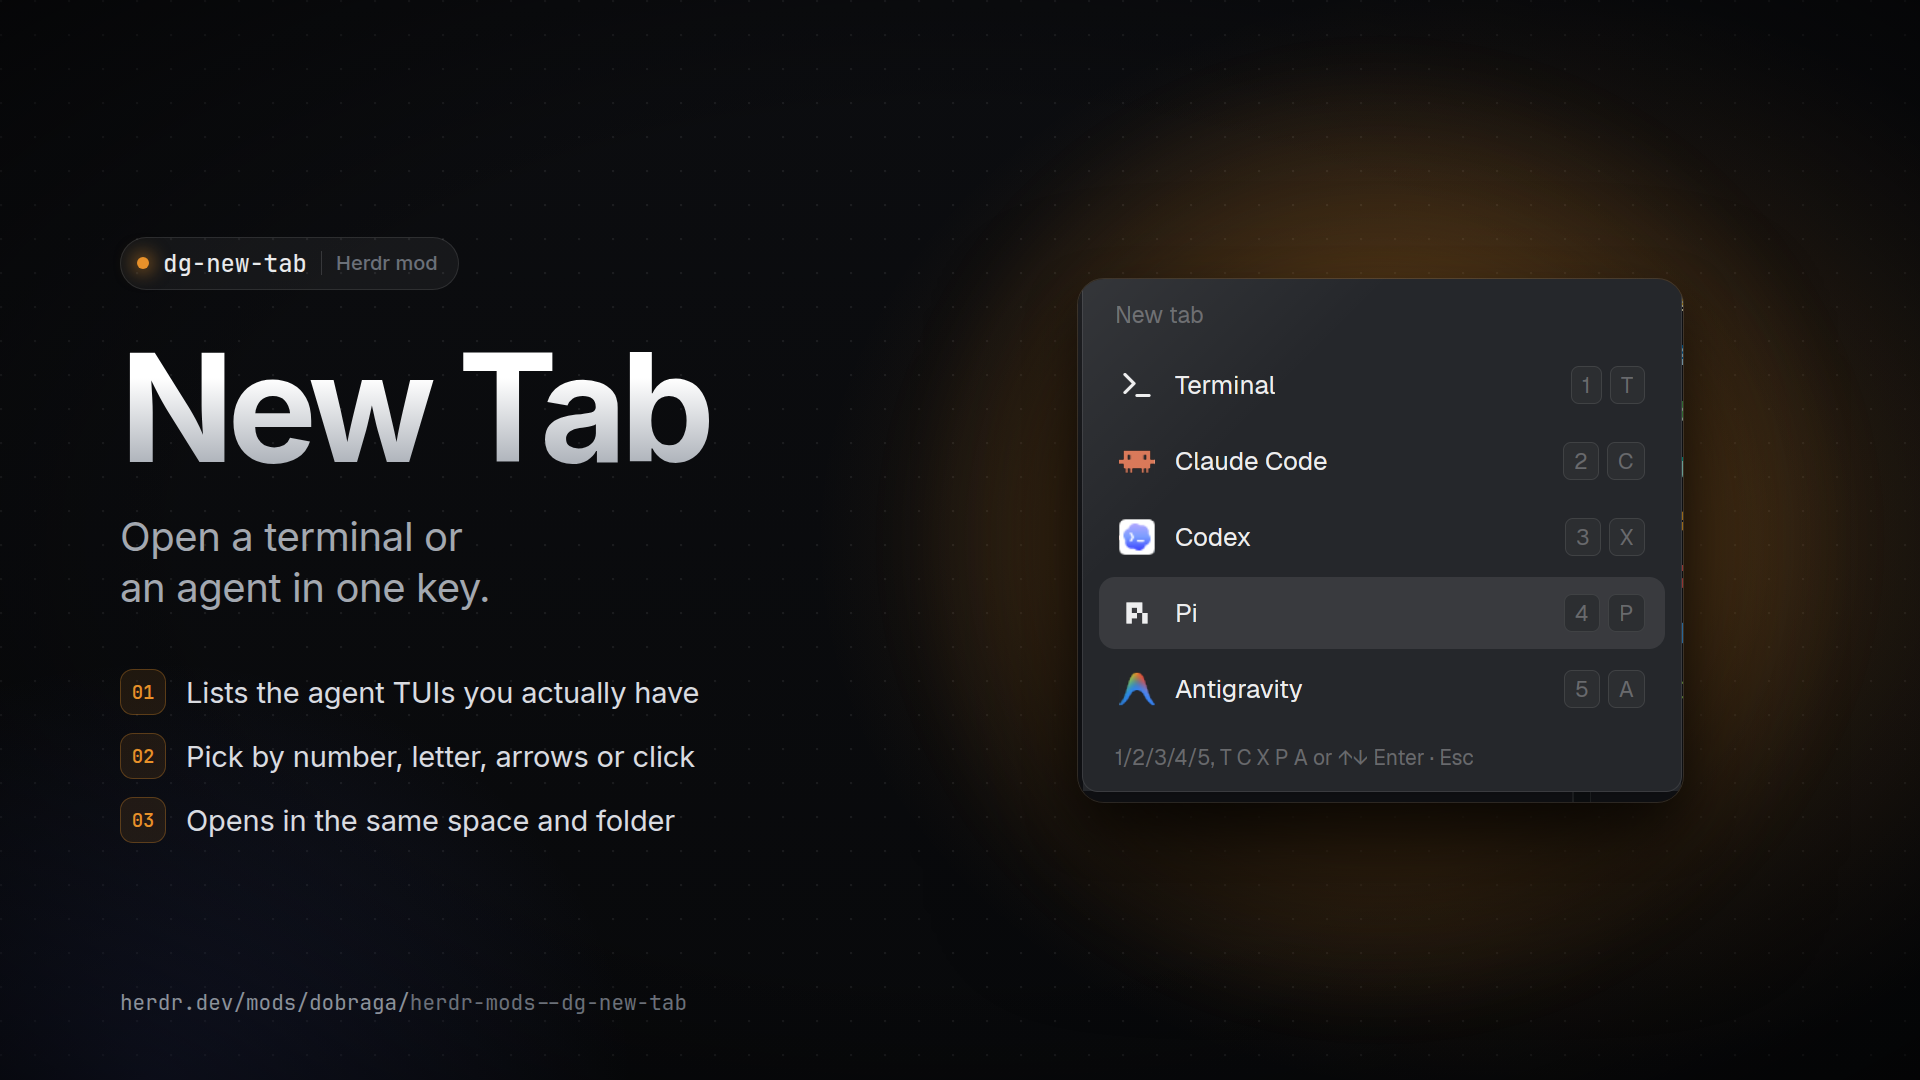 dg-new-tab Herdr mod
New Tab
Open a terminal or
an agent in one key.
01 Lists the agent TUIs you actually have
02 Pick by number, letter, arrows or click
03 Opens in the same space and folder
herdr.dev/mods/dobraga/herdr-mods--dg-new-tab
New tab
Terminal 1 T
Claude Code 2 C
Codex 3 X
Pi 4 P
Antigravity 5 A
1/2/3/4/5, T C X P A or ↑↓ Enter · Esc